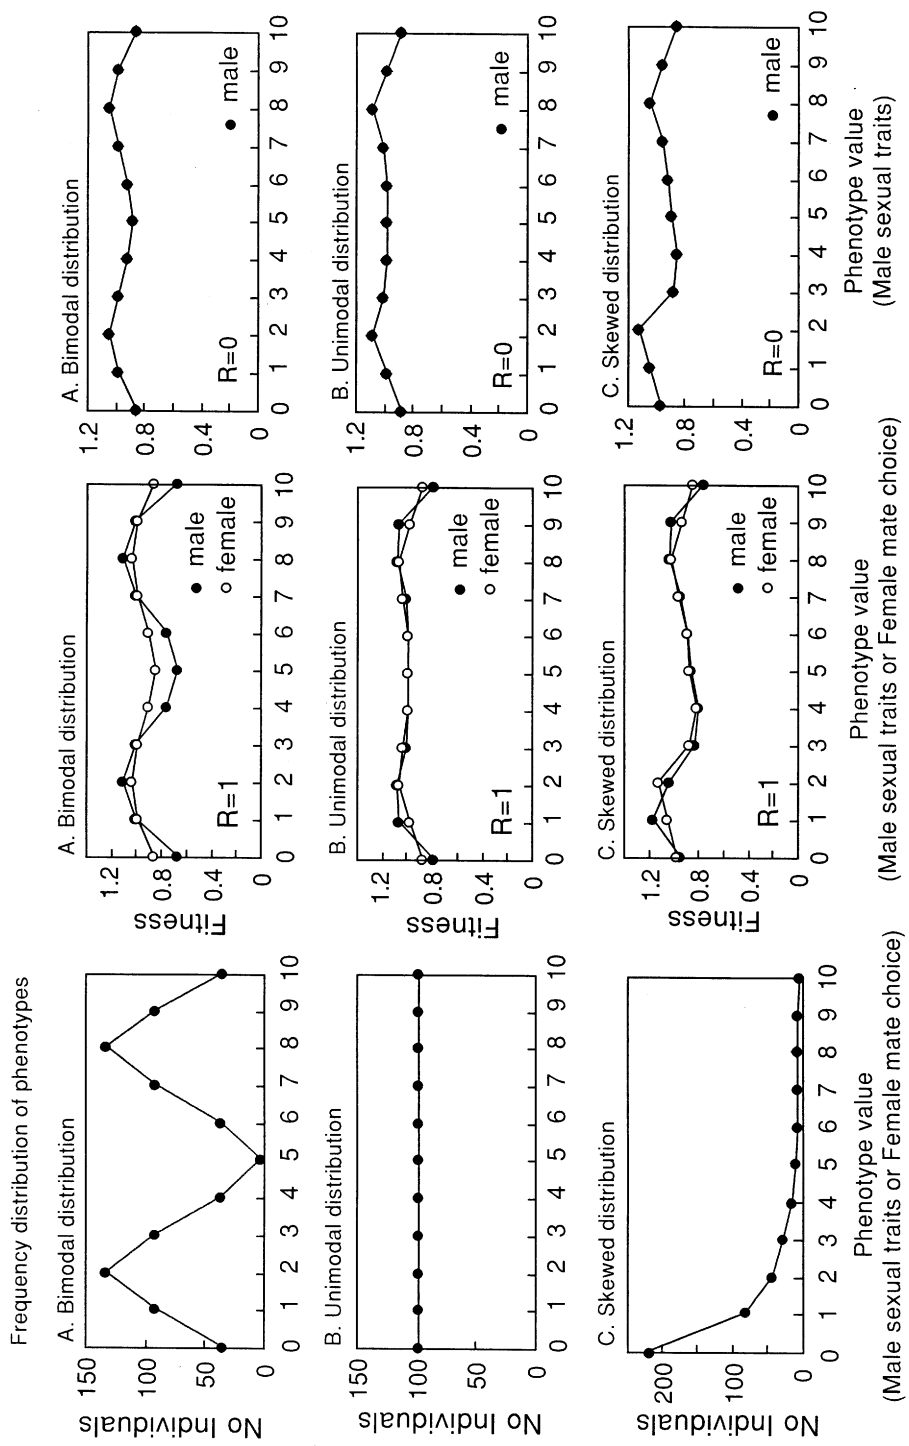 Frequency distribution of phenotypes
A. Bimodal distribution
No Individuals
150
100
50
0
0 1 2 3 4 5 6 7 8 9 10
B. Unimodal distribution
No Individuals
150
100
50
0
0 1 2 3 4 5 6 7 8 9 10
C. Skewed distribution
No Individuals
200
100
0
0 1 2 3 4 5 6 7 8 9 10
Phenotype value
(Male sexual traits or Female mate choice)
A. Bimodal distribution
Fitness
1.2
0.8
0.4
0
R=1
male
female
0 1 2 3 4 5 6 7 8 9 10
B. Unimodal distribution
Fitness
1.2
0.8
0.4
0
R=1
male
female
0 1 2 3 4 5 6 7 8 9 10
C. Skewed distribution
Fitness
1.2
0.8
0.4
0
R=1
male
female
0 1 2 3 4 5 6 7 8 9 10
Phenotype value
(Male sexual traits or Female mate choice)
A. Bimodal distribution
1.2
0.8
0.4
0
R=0
male
0 1 2 3 4 5 6 7 8 9 10
B. Unimodal distribution
1.2
0.8
0.4
0
R=0
male
0 1 2 3 4 5 6 7 8 9 10
C. Skewed distribution
1.2
0.8
0.4
0
R=0
male
0 1 2 3 4 5 6 7 8 9 10
Phenotype value
(Male sexual traits)